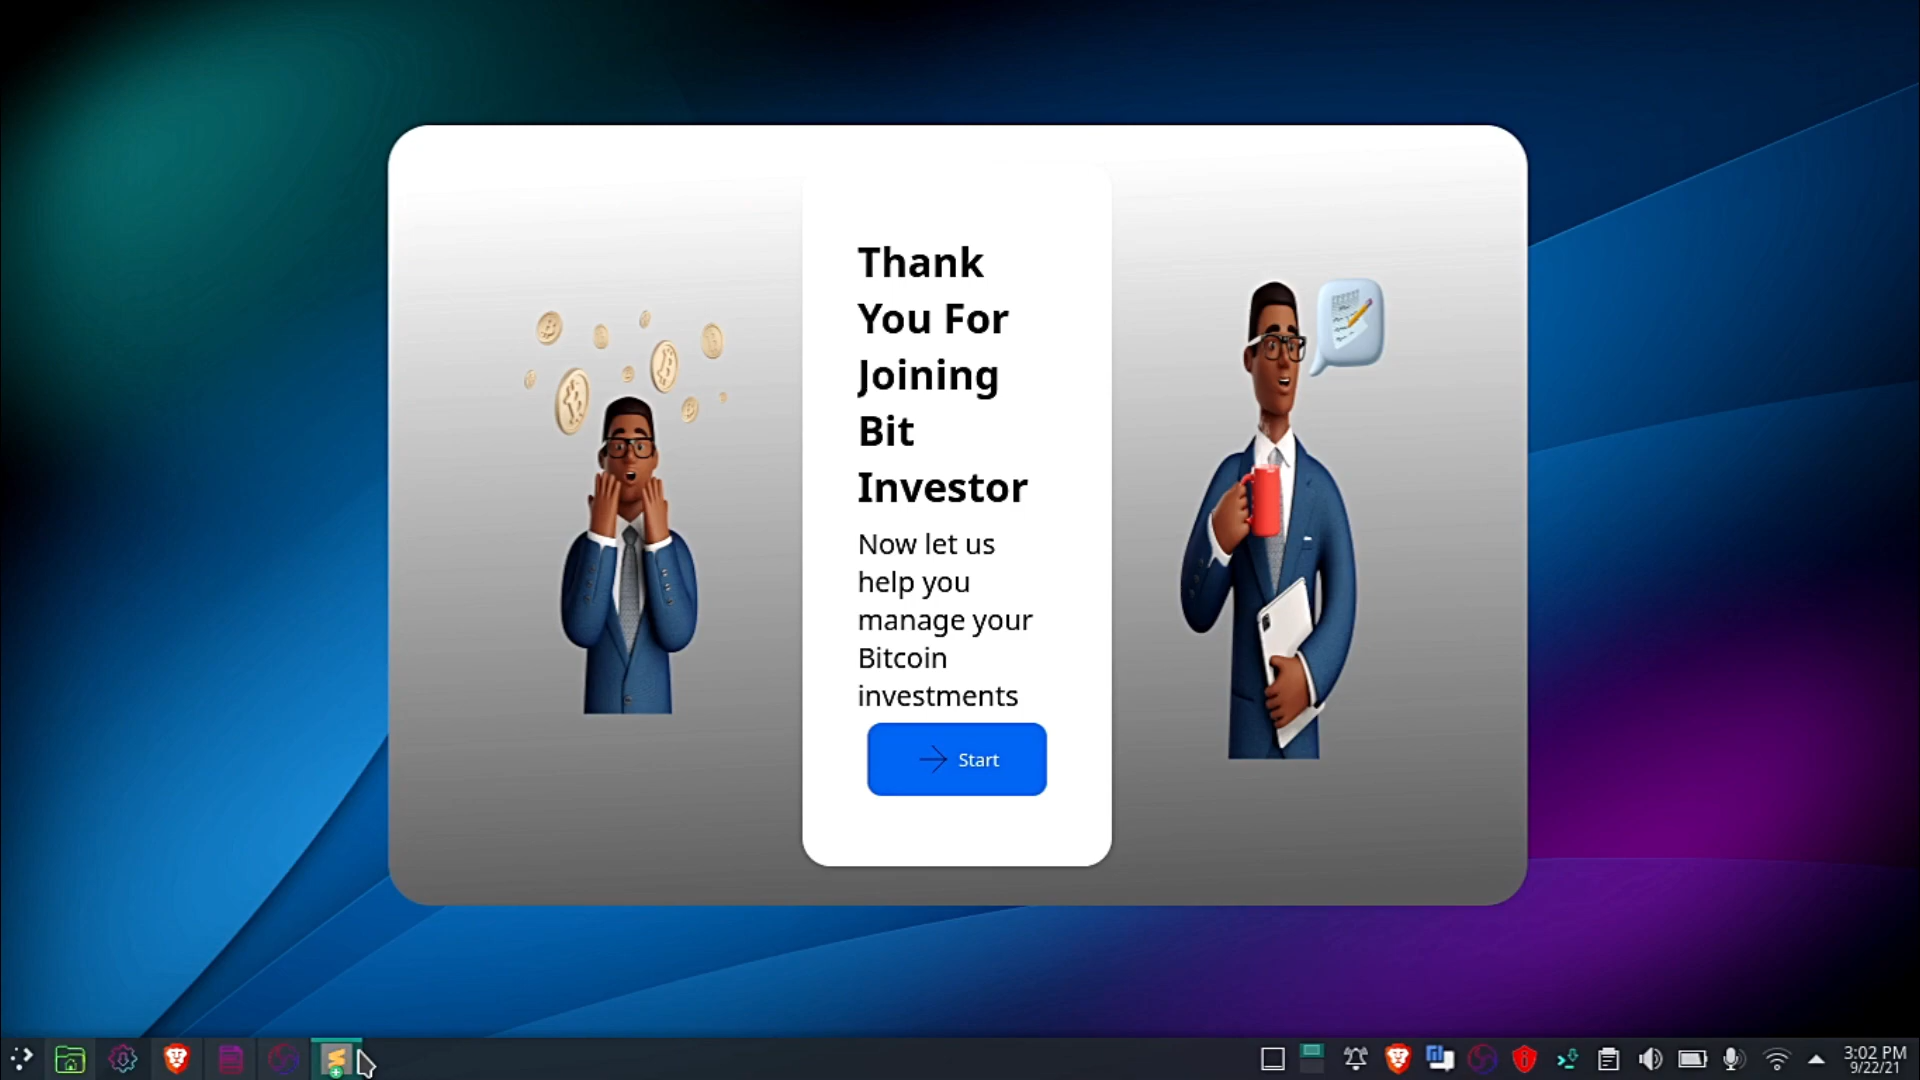 Thank
You For
Joining
Bit
Investor
Now let us
help you
manage your
Bitcoin
investments
Start
3:02 PM
9/22/21